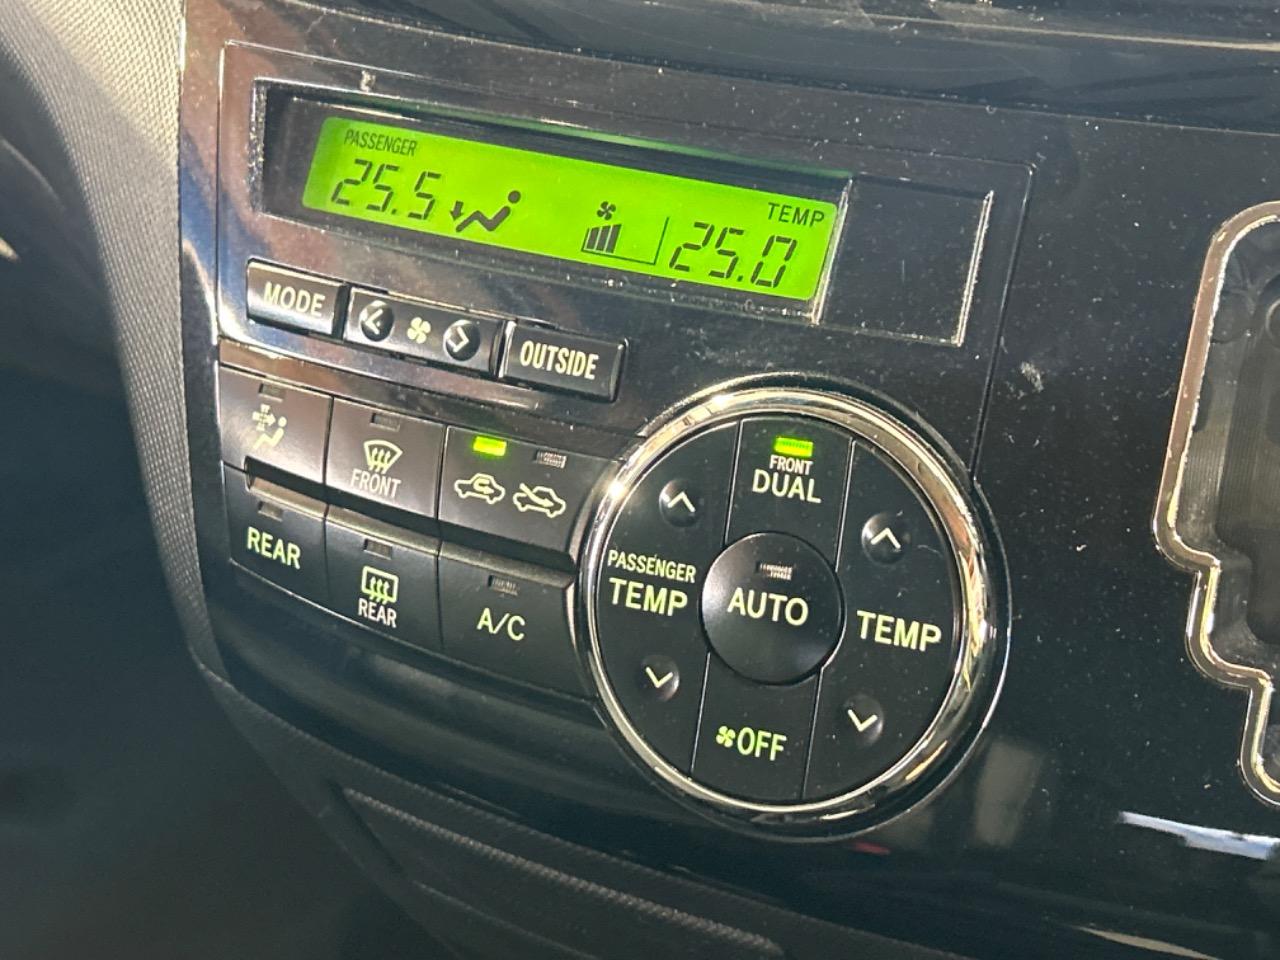 PASSENGER
25.5
TEMP
25.0
MODE
OUTSIDE
FRONT
REAR
REAR
A/C
FRONT
DUAL
PASSENGER
TEMP
AUTO
TEMP
OFF